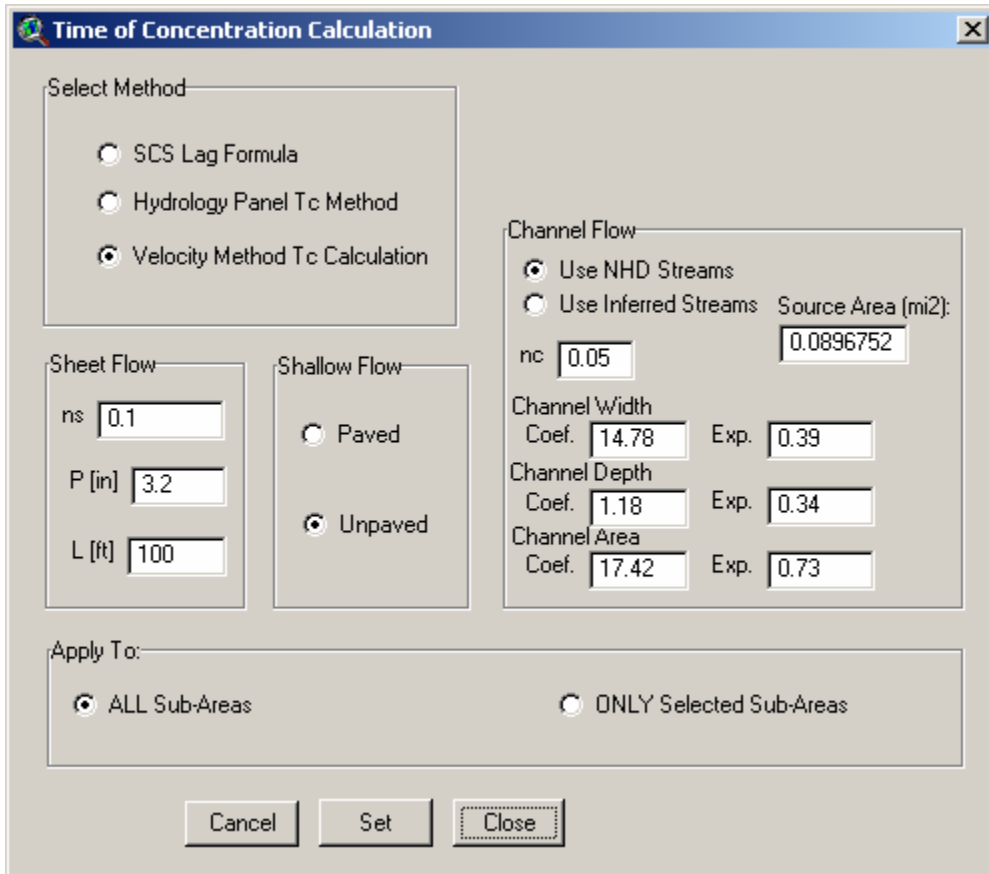 Time of Concentration Calculation
Select Method
SCS Lag Formula
Hydrology Panel Tc Method
Velocity Method Tc Calculation
Sheet Flow
ns 0.1
P [in] 3.2
L [ft] 100
Shallow Flow
Paved
Unpaved
Channel Flow
Use NHD Streams
Use Inferred Streams Source Area (mi2):
nc 0.05 0.0896752
Channel Width
Coef. 14.78 Exp. 0.39
Channel Depth
Coef. 1.18 Exp. 0.34
Channel Area
Coef. 17.42 Exp. 0.73
Apply To:
ALL Sub-Areas ONLY Selected Sub-Areas
Cancel Set Close